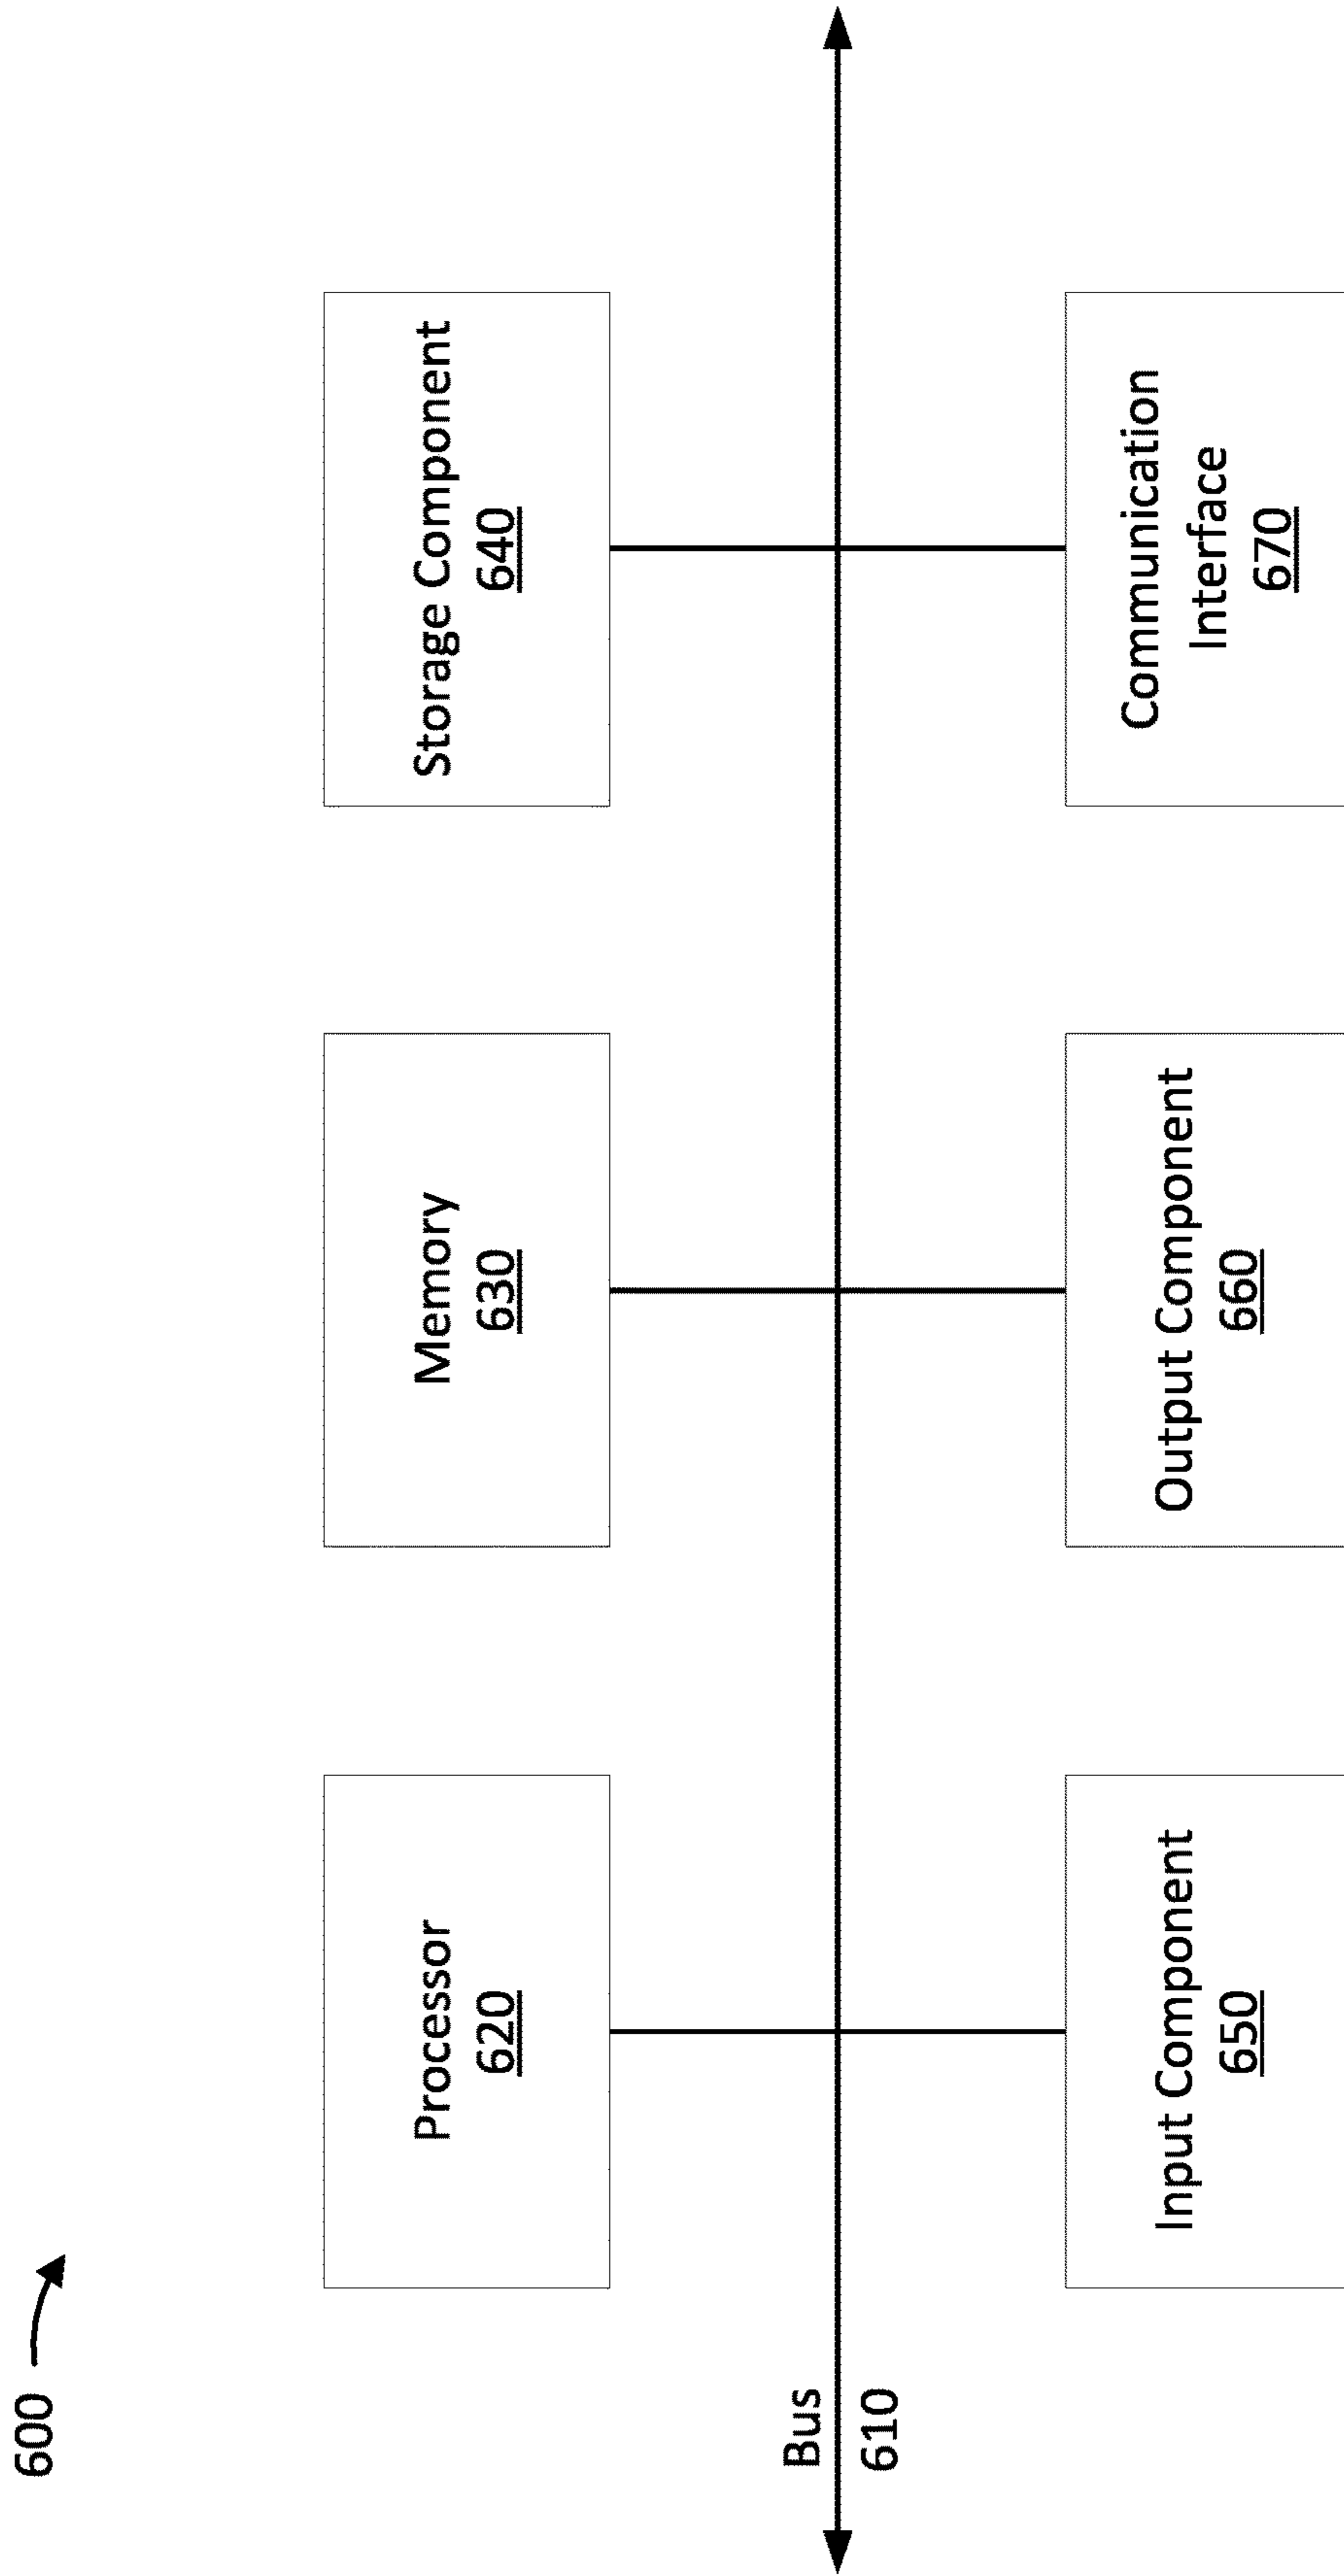 600
Processor
620
Memory
630
Storage Component
640
Bus
610
Input Component
650
Output Component
660
Communication
Interface
670